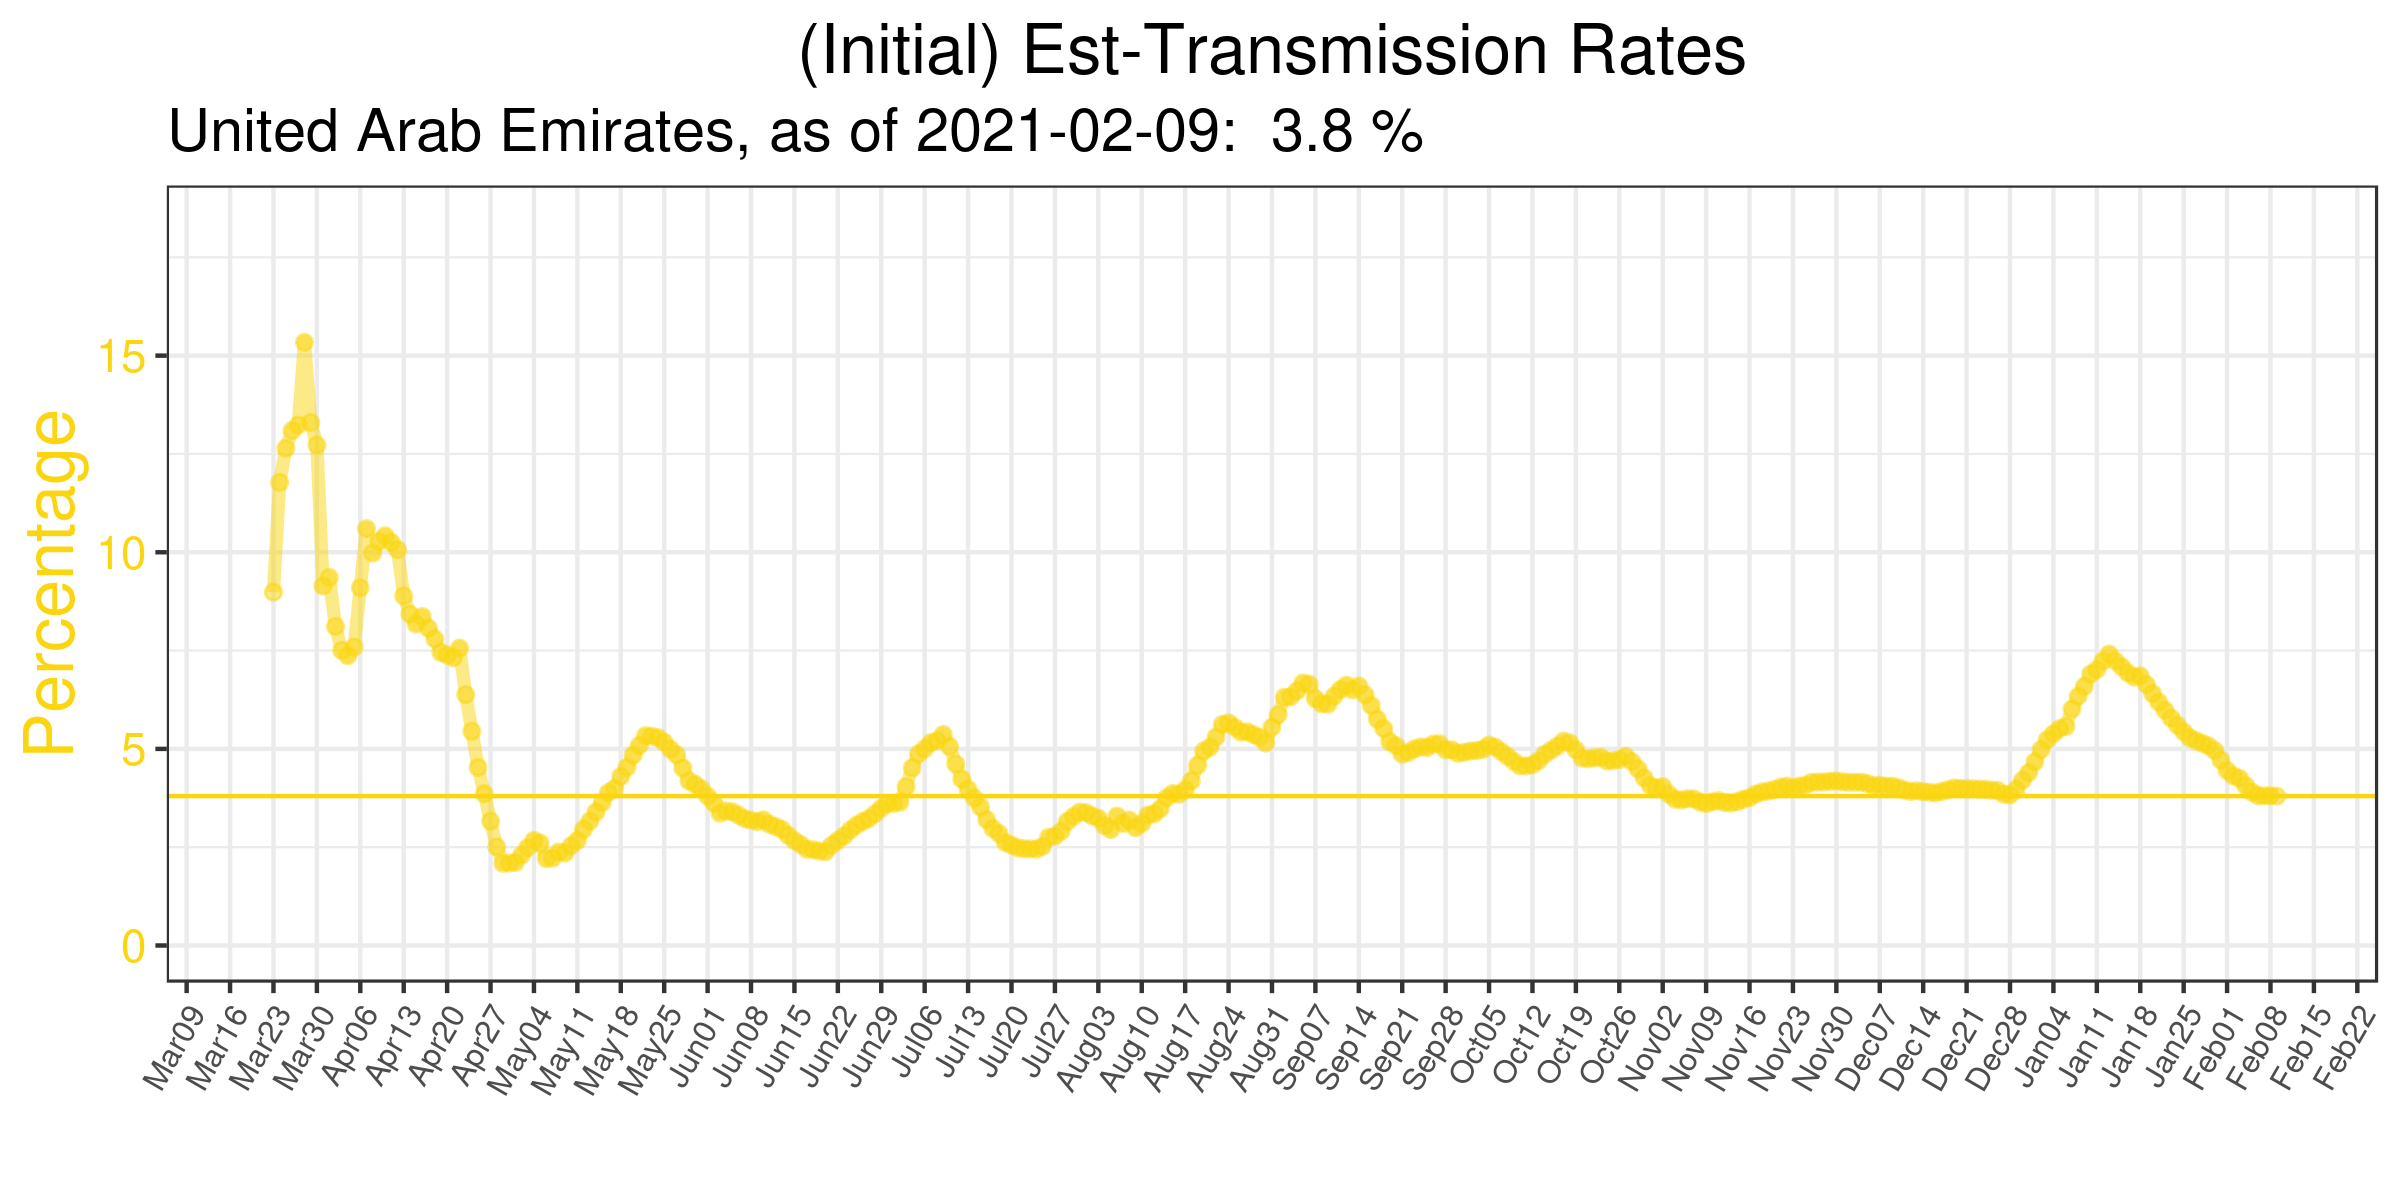 (Initial) Est-Transmission Rates
United Arab Emirates, as of 2021-02-09:  3.8 %
Percentage
15
10
5
0
Mar09 Mar16 Mar23 Mar30 Apr06 Apr13 Apr20 Apr27 May04 May11 May18 May25 Jun01 Jun08 Jun15 Jun22 Jun29 Jul06 Jul13 Jul20 Jul27 Aug03 Aug10 Aug17 Aug24 Aug31 Sep07 Sep14 Sep21 Sep28 Oct05 Oct12 Oct19 Oct26 Nov02 Nov09 Nov16 Nov23 Nov30 Dec07 Dec14 Dec21 Dec28 Jan04 Jan11 Jan18 Jan25 Feb01 Feb08 Feb15 Feb22